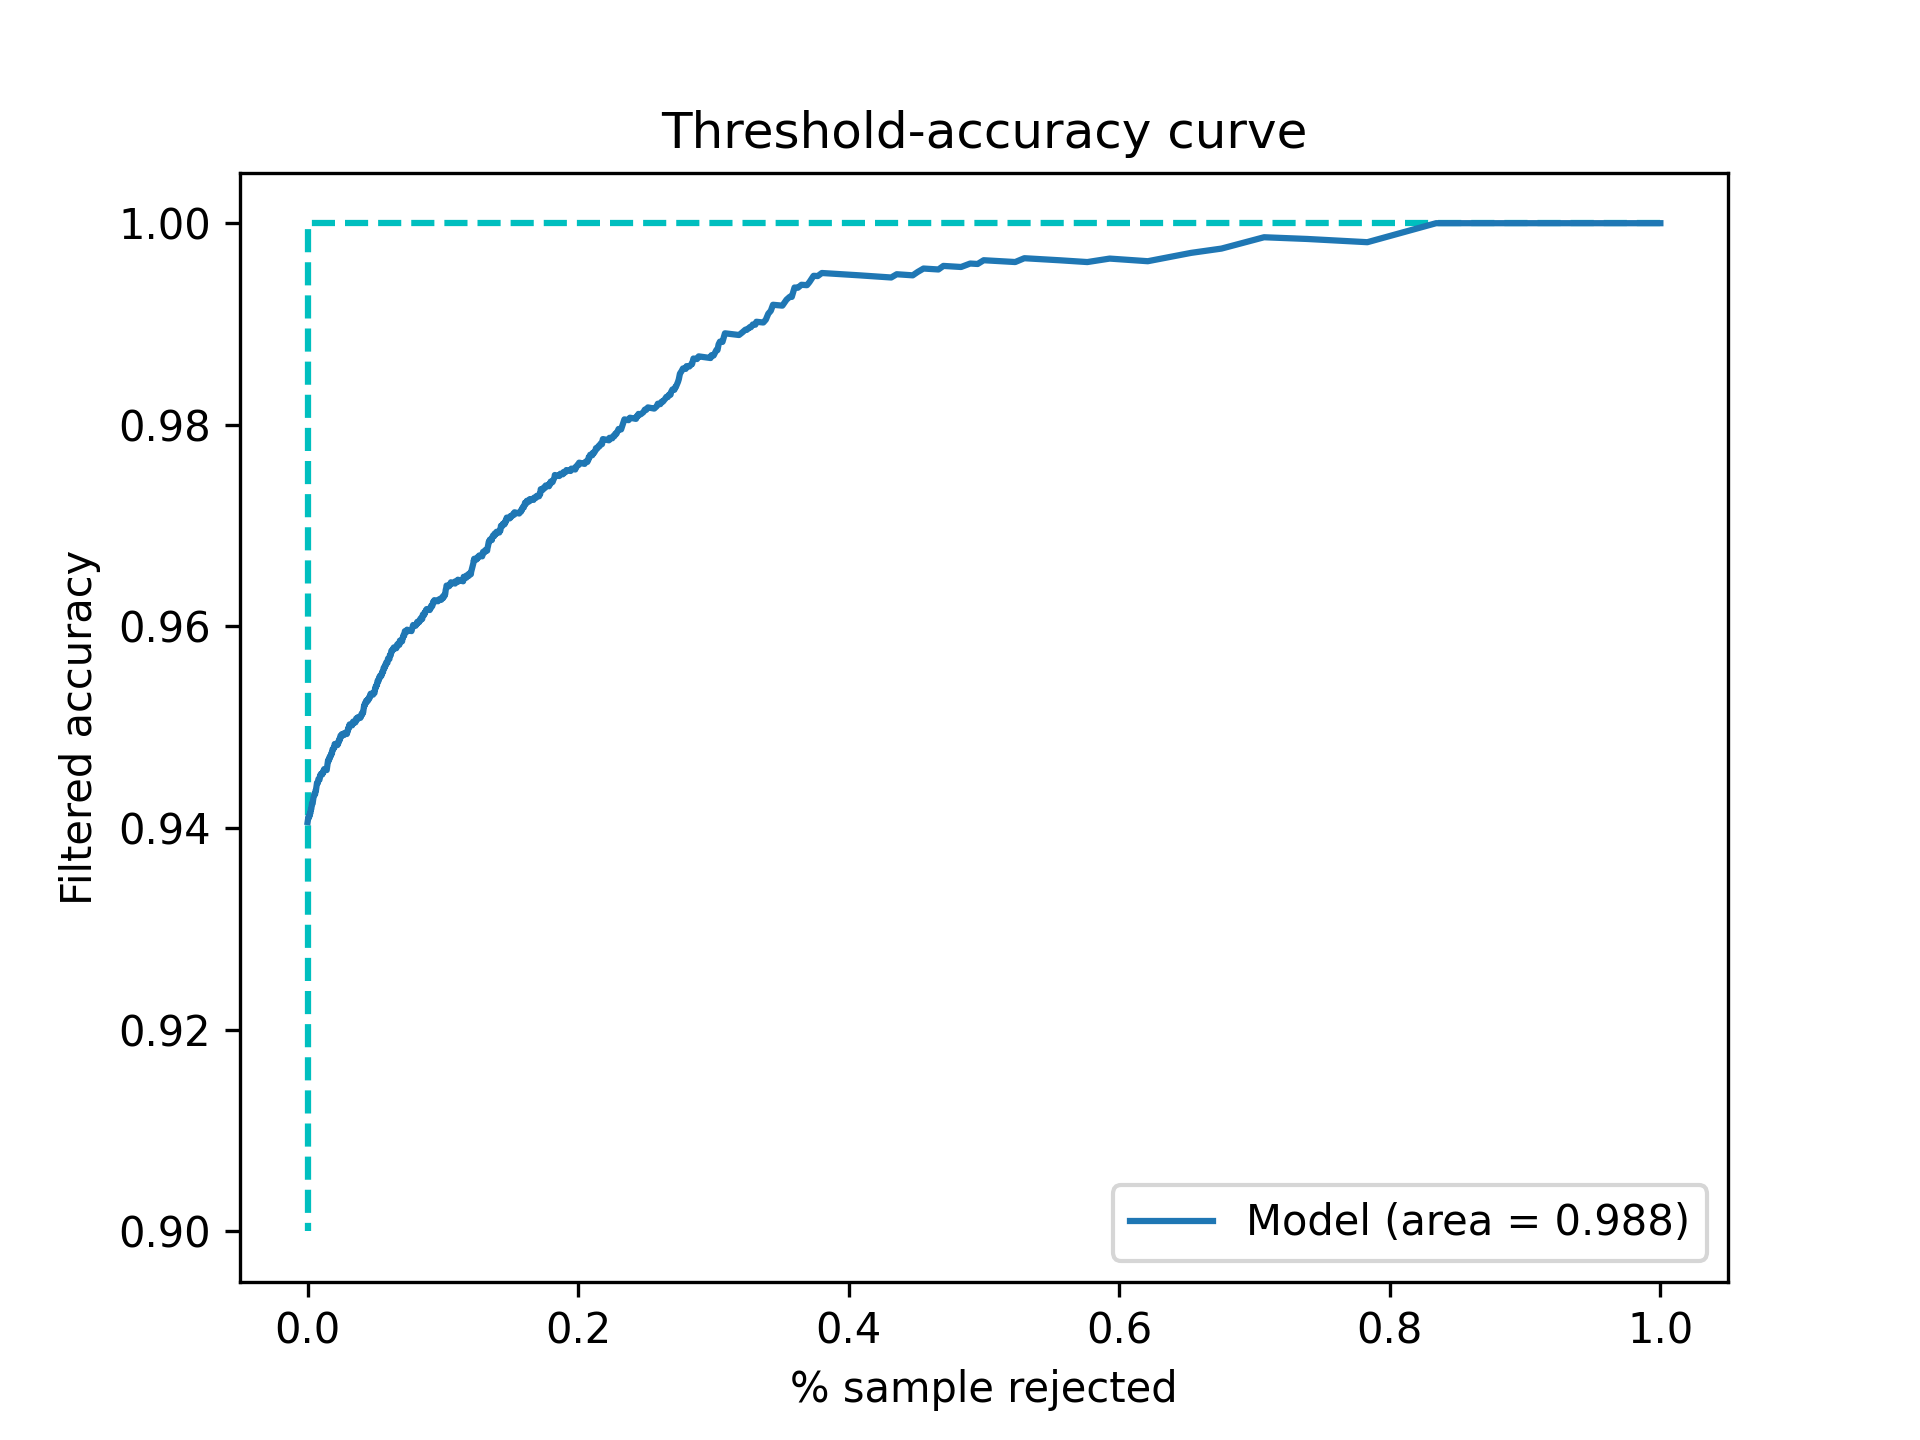 Threshold-accuracy curve
1.00
0.98
0.96
0.94
0.92
0.90
Filtered accuracy
Model (area = 0.988)
0.0 0.2 0.4 0.6 0.8 1.0
% sample rejected